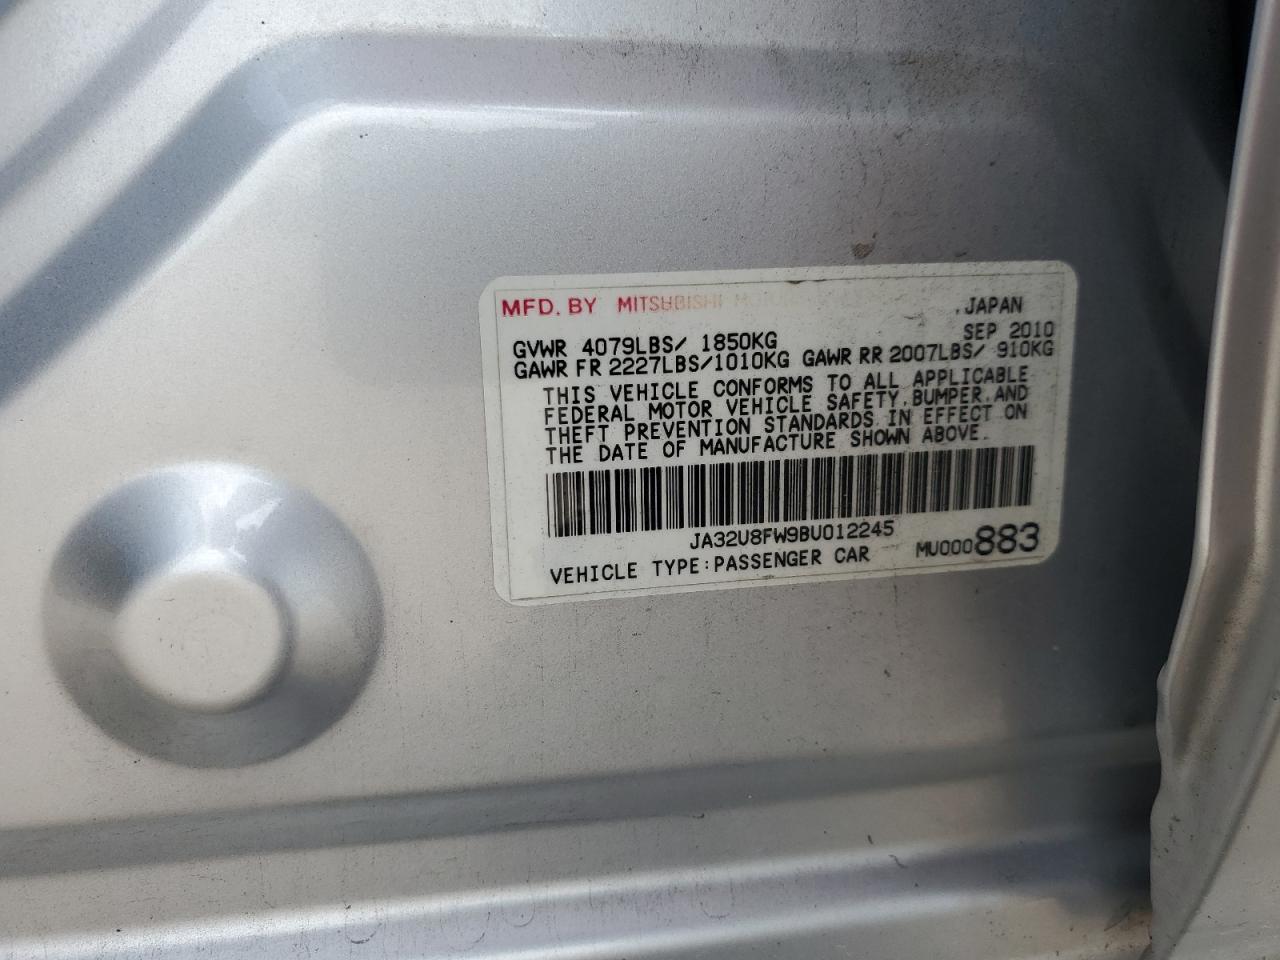 MFD. BY MITSUBISHI MOTORS
JAPAN
SEP 2010
GVWR 4079LBS/ 1850KG
GAWR FR 2227LBS/1010KG GAWR RR 2007LBS/ 910KG
THIS VEHICLE CONFORMS TO ALL APPLICABLE
FEDERAL MOTOR VEHICLE SAFETY, BUMPER, AND
THEFT PREVENTION STANDARDS IN EFFECT ON
THE DATE OF MANUFACTURE SHOWN ABOVE.
JA32U8FW9BU012245
VEHICLE TYPE:PASSENGER CAR
MU000883